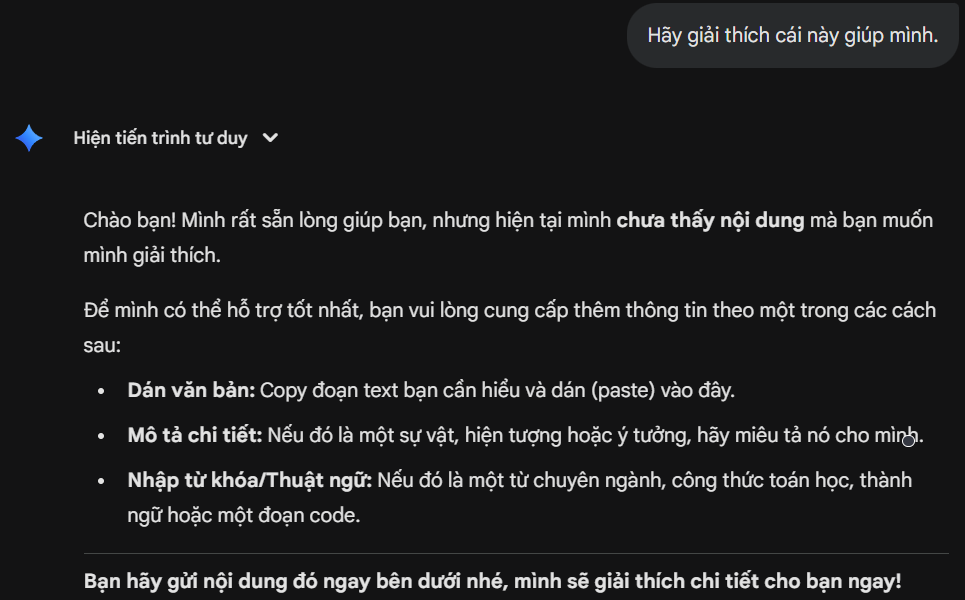 Hãy giải thích cái này giúp mình.
Hiện tiến trình tư duy
Chào bạn! Mình rất sẵn lòng giúp bạn, nhưng hiện tại mình chưa thấy nội dung mà bạn muốn
mình giải thích.
Để mình có thể hỗ trợ tốt nhất, bạn vui lòng cung cấp thêm thông tin theo một trong các cách
sau:
• Dán văn bản: Copy đoạn text bạn cần hiểu và dán (paste) vào đây.
• Mô tả chi tiết: Nếu đó là một sự vật, hiện tượng hoặc ý tưởng, hãy miêu tả nó cho mình.
• Nhập từ khóa/Thuật ngữ: Nếu đó là một từ chuyên ngành, công thức toán học, thành
ngữ hoặc một đoạn code.
Bạn hãy gửi nội dung đó ngay bên dưới nhé, mình sẽ giải thích chi tiết cho bạn ngay!